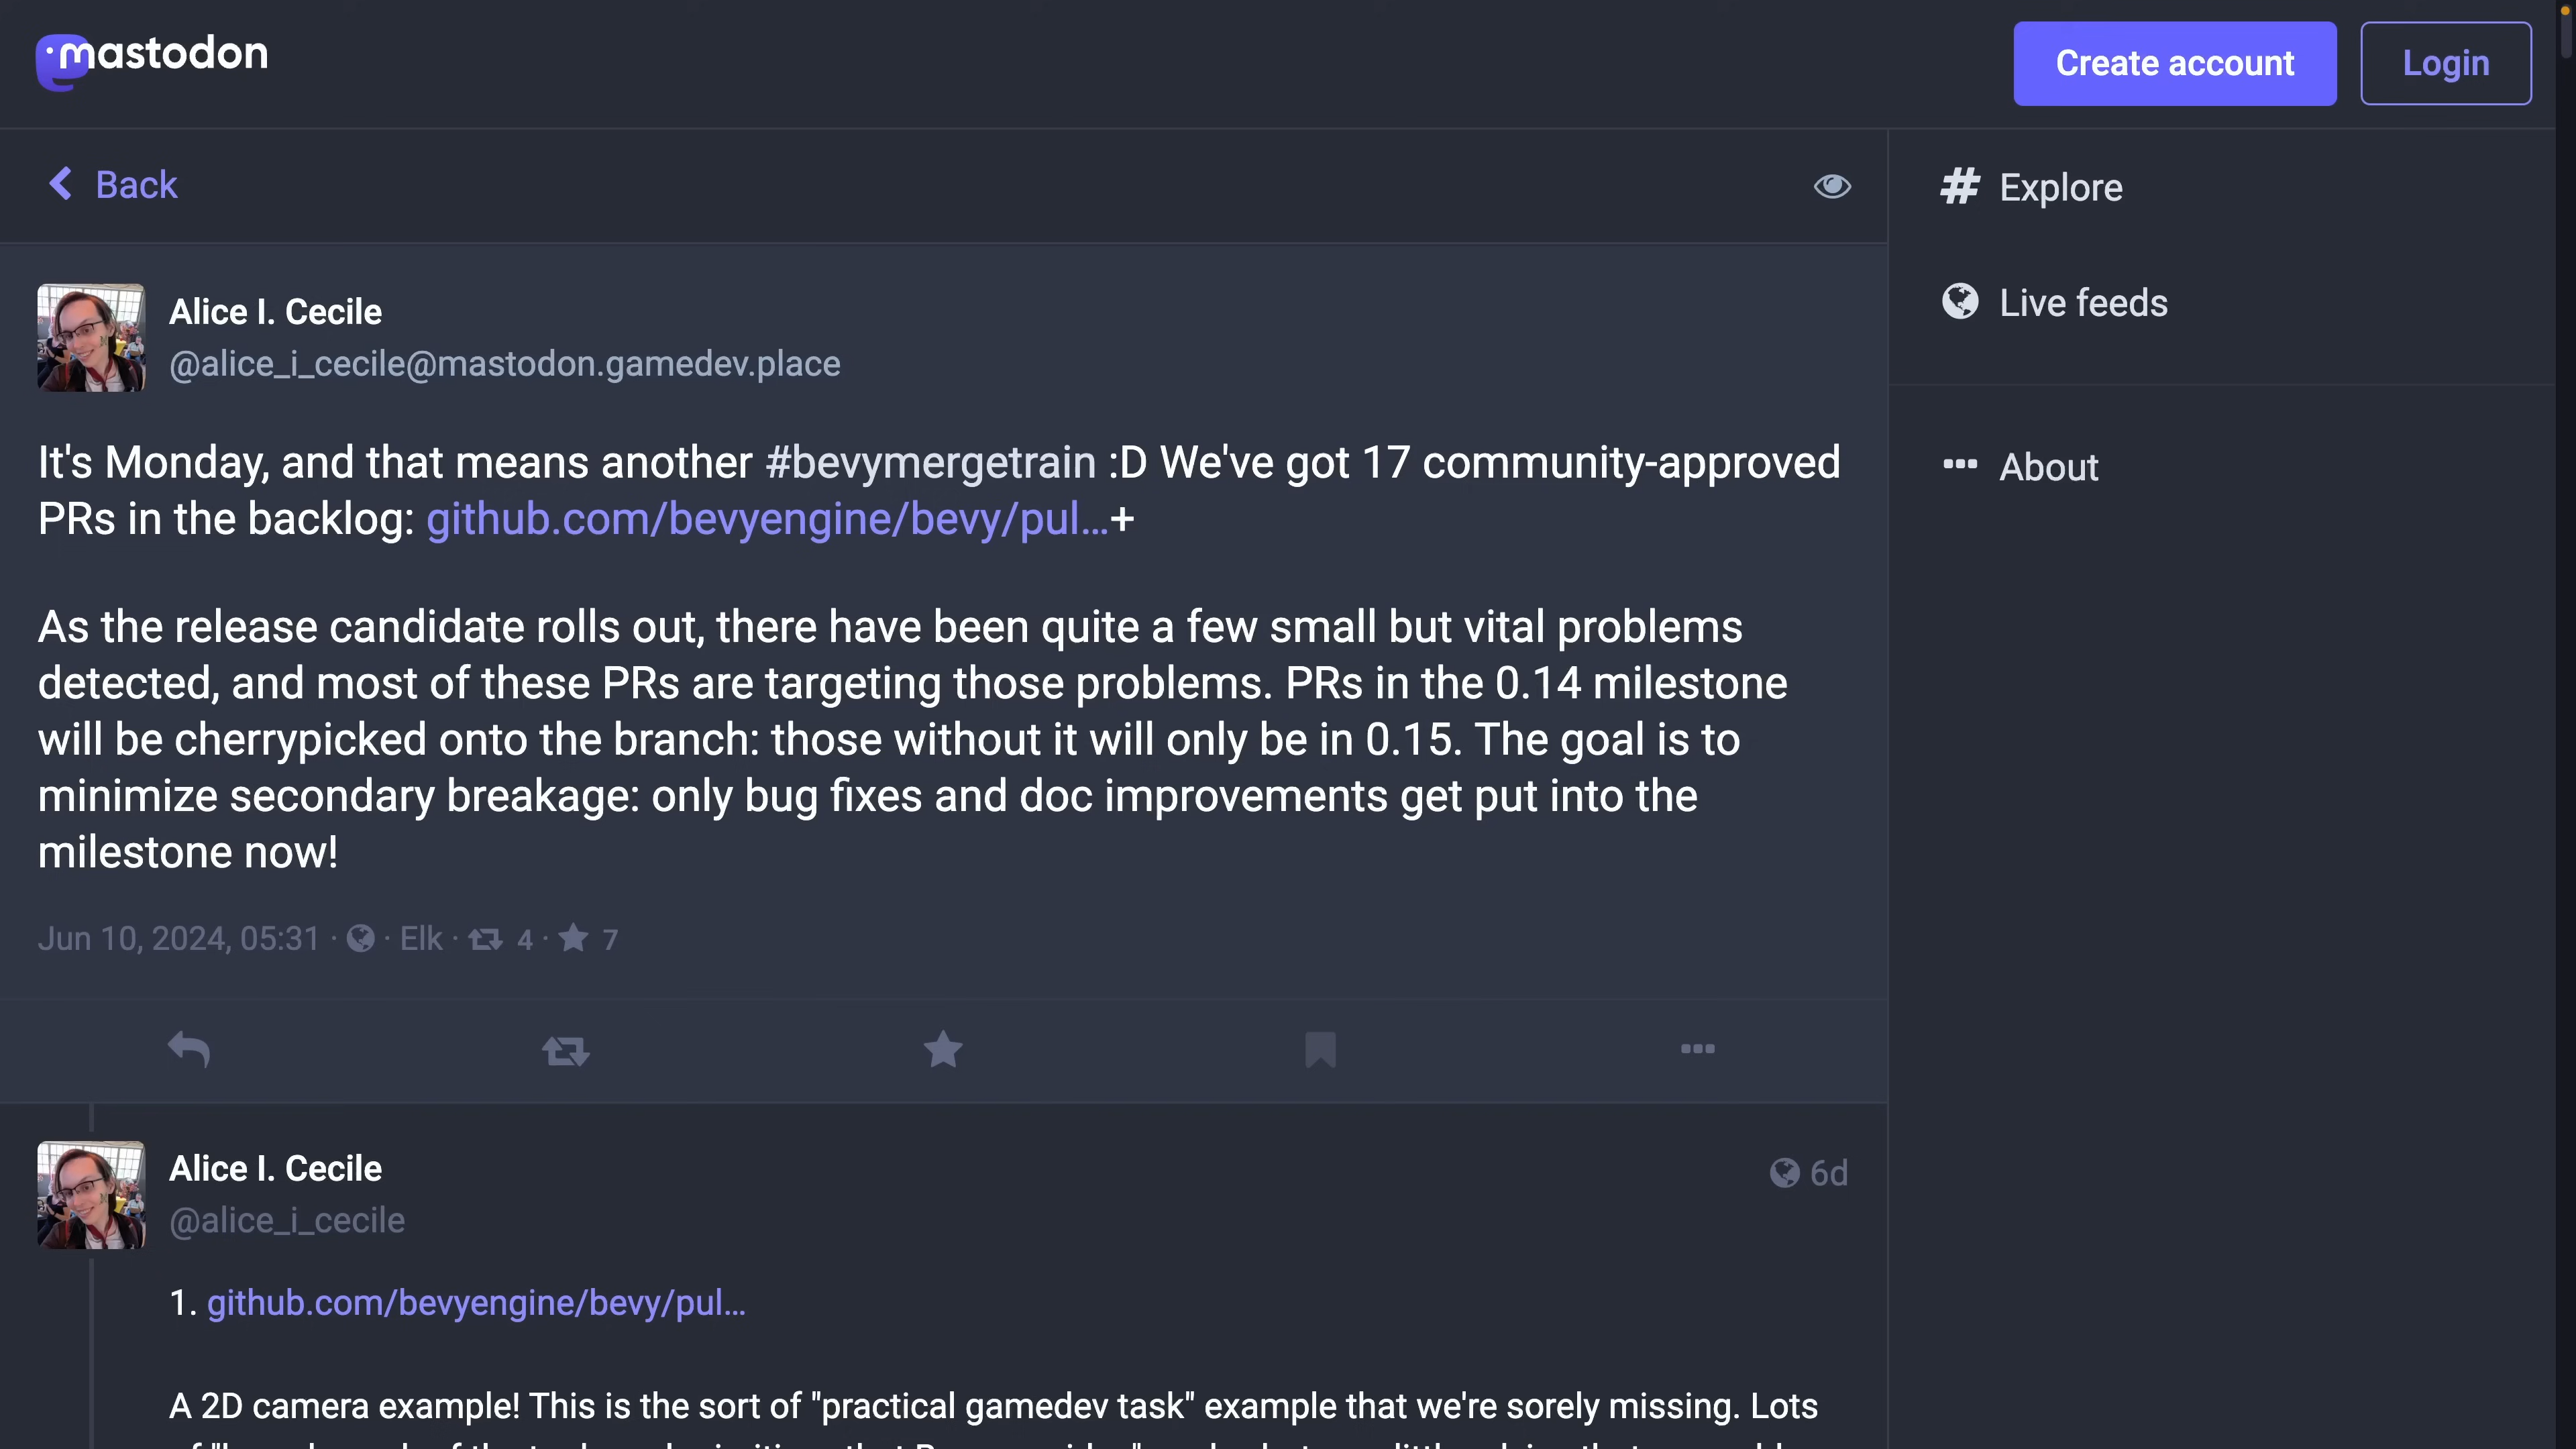 mastodon
Create account
Login
Back
Explore
Live feeds
About
Alice I. Cecile
@alice_i_cecile@mastodon.gamedev.place
It's Monday, and that means another #bevymergetrain :D We've got 17 community-approved
PRs in the backlog: github.com/bevyengine/bevy/pul…+
As the release candidate rolls out, there have been quite a few small but vital problems
detected, and most of these PRs are targeting those problems. PRs in the 0.14 milestone
will be cherrypicked onto the branch: those without it will only be in 0.15. The goal is to
minimize secondary breakage: only bug fixes and doc improvements get put into the
milestone now!
Jun 10, 2024, 05:31 · · Elk · 4 · 7
Alice I. Cecile
6d
@alice_i_cecile
1. github.com/bevyengine/bevy/pul…
A 2D camera example! This is the sort of "practical gamedev task" example that we're sorely missing. Lots